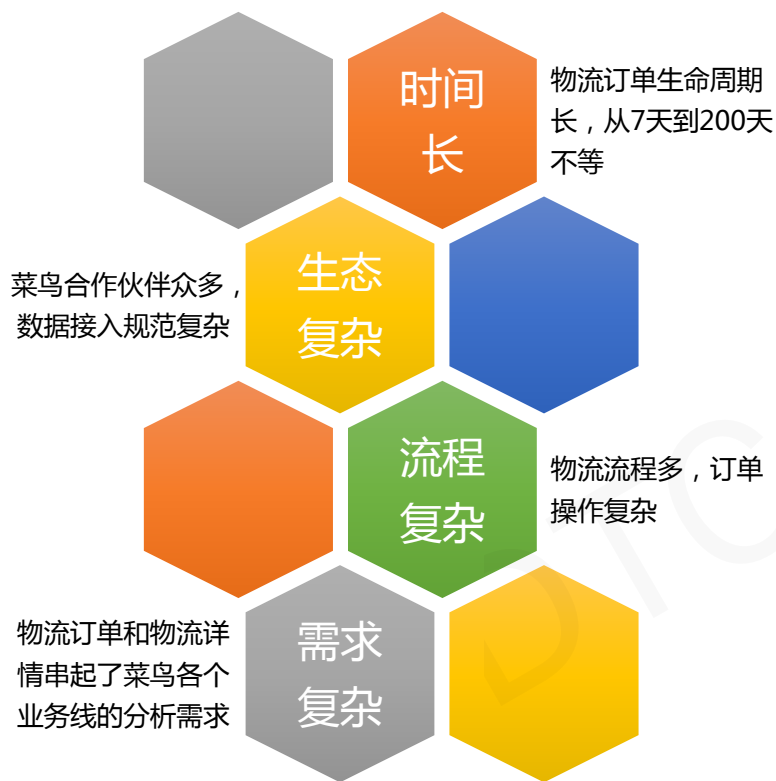 时间
长
物流订单生命周期
长，从7天到200天
不等
菜鸟合作伙伴众多，
数据接入规范复杂
生态
复杂
流程
复杂
物流流程多，订单
操作复杂
物流订单和物流详
情串起了菜鸟各个
业务线的分析需求
需求
复杂